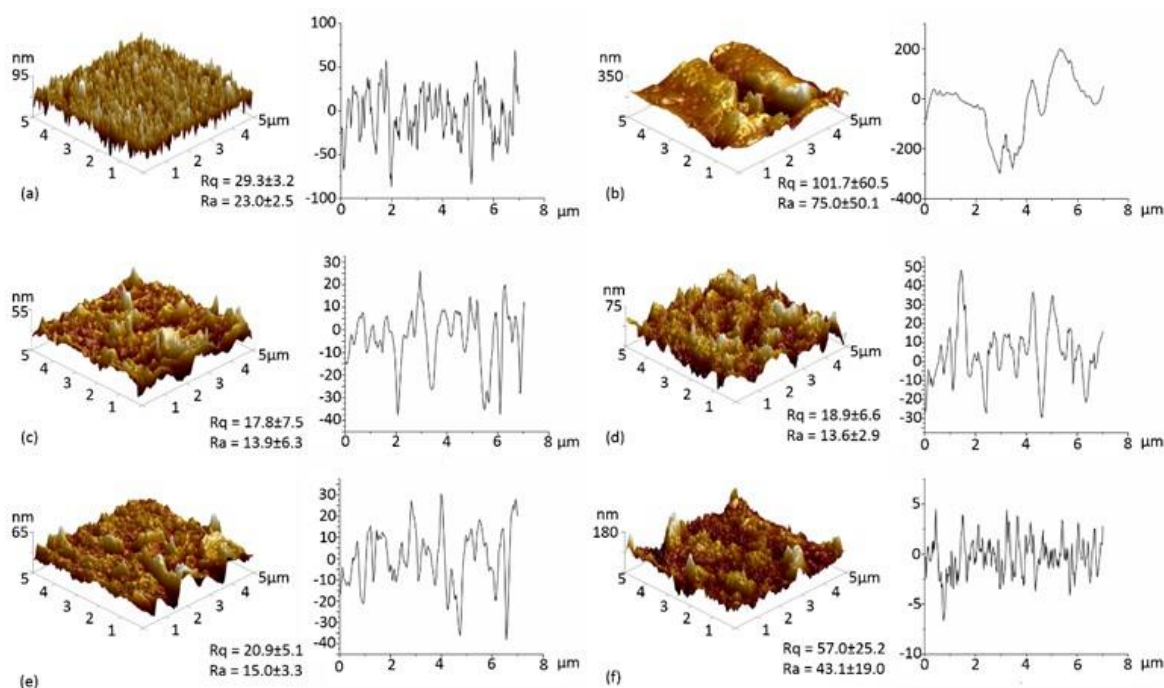 nm
95
5
4
3
2
1
1
2
3
4
5μm
Rq = 29.3±3.2
Ra = 23.0±2.5
(a)
100
50
0
-50
-100
0 2 4 6 8 μm
350
5
4
3
2
1
1
2
3
4
5μm
Rq = 101.7±60.5
Ra = 75.0±50.1
(b)
200
0
-200
-400
0 2 4 6 8 μm
nm
55
5
4
3
2
1
1
2
3
4
5μm
Rq = 17.8±7.5
Ra = 13.9±6.3
(c)
30
20
10
0
-10
-20
-30
-40
0 2 4 6 8 μm
nm
75
5
4
3
2
1
1
2
3
4
5μm
Rq = 18.9±6.6
Ra = 13.6±2.9
(d)
50
40
30
20
10
0
-10
-20
-30
0 2 4 6 8 μm
nm
65
5
4
3
2
1
1
2
3
4
5μm
Rq = 20.9±5.1
Ra = 15.0±3.3
(e)
30
20
10
0
-10
-20
-30
-40
0 2 4 6 8 μm
nm
180
5
4
3
2
1
1
2
3
4
5μm
Rq = 57.0±25.2
Ra = 43.1±19.0
(f)
5
0
-5
-10
0 2 4 6 8 μm